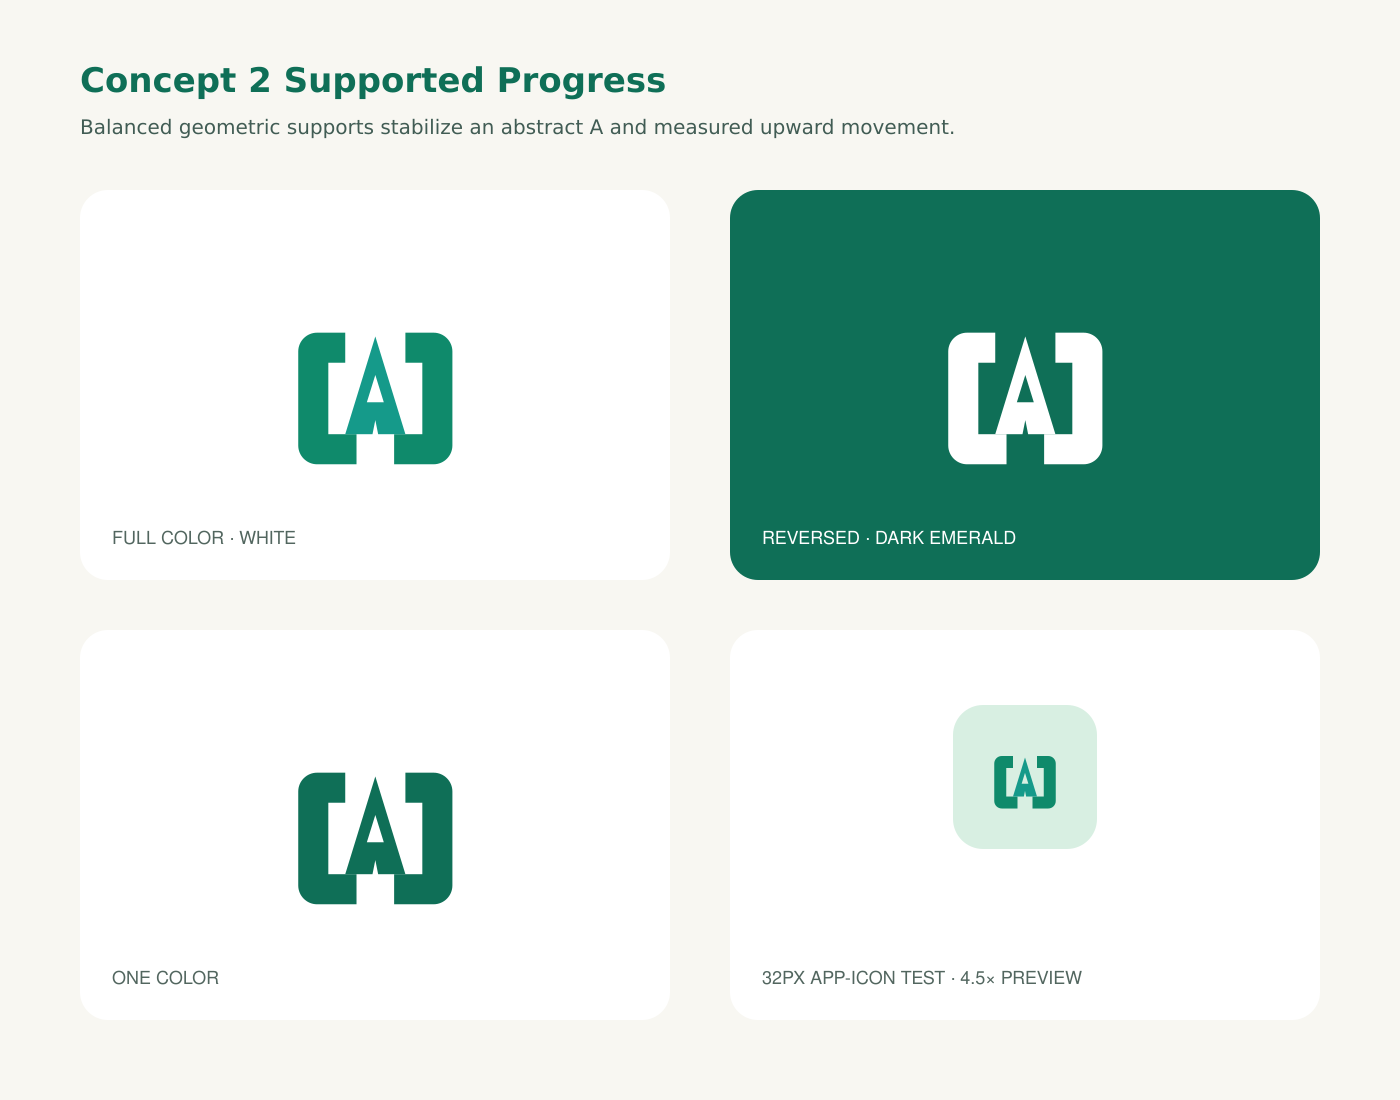 Concept 2 Supported Progress
Balanced geometric supports stabilize an abstract A and measured upward movement.
[A]
FULL COLOR · WHITE
[A]
REVERSED · DARK EMERALD
[A]
ONE COLOR
[A]
32PX APP-ICON TEST · 4.5× PREVIEW